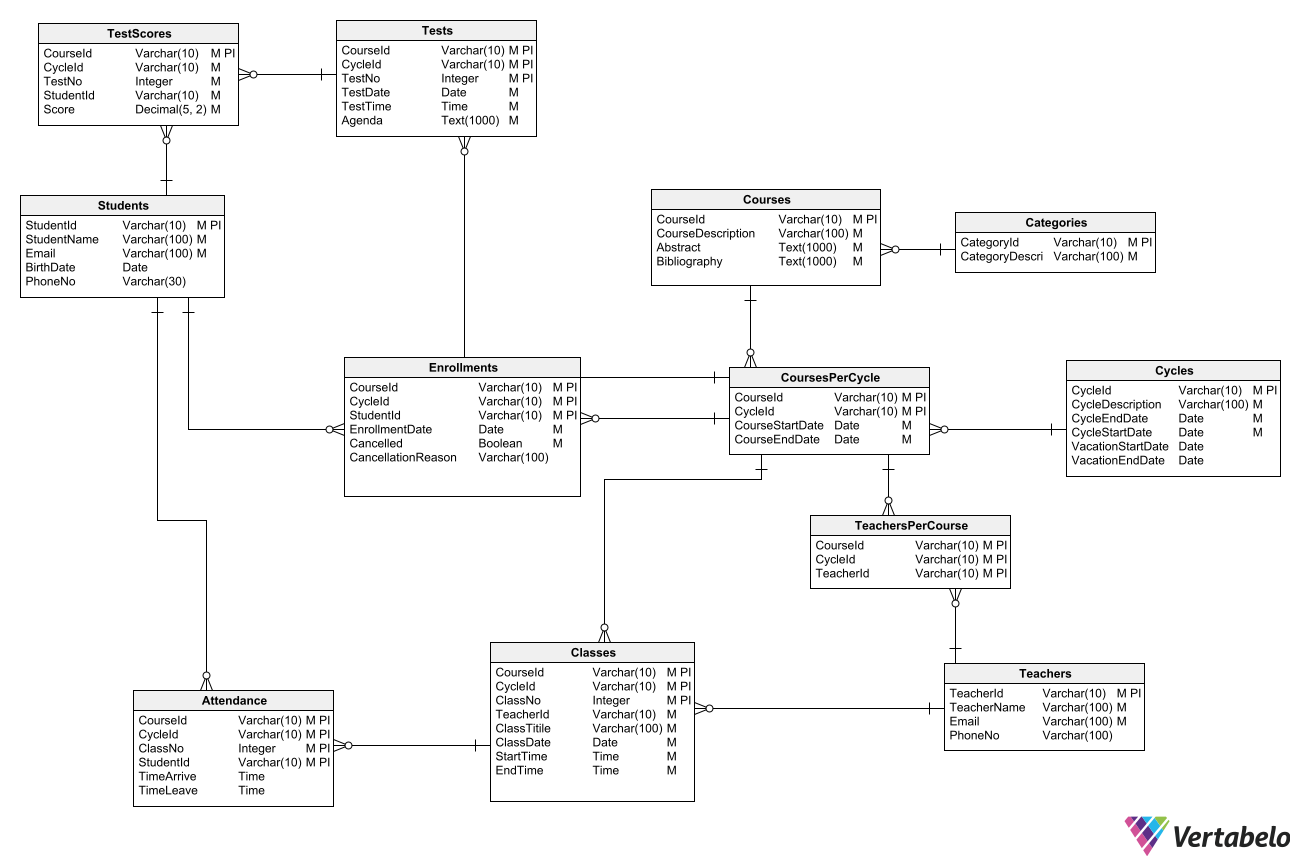 TestScores
CourseId Varchar(10) M PI
CycleId Varchar(10) M
TestNo Integer M
StudentId Varchar(10) M
Score Decimal(5, 2) M
Tests
CourseId Varchar(10) M PI
CycleId Varchar(10) M PI
TestNo Integer M PI
TestDate Date M
TestTime Time M
Agenda Text(1000) M
Students
StudentId Varchar(10) M PI
StudentName Varchar(100) M
Email Varchar(100) M
BirthDate Date
PhoneNo Varchar(30)
Courses
CourseId Varchar(10) M PI
CourseDescription Varchar(100) M
Abstract Text(1000) M
Bibliography Text(1000) M
Categories
CategoryId Varchar(10) M PI
CategoryDescri Varchar(100) M
Enrollments
CourseId Varchar(10) M PI
CycleId Varchar(10) M PI
StudentId Varchar(10) M PI
EnrollmentDate Date M
Cancelled Boolean M
CancellationReason Varchar(100)
CoursesPerCycle
CourseId Varchar(10) M PI
CycleId Varchar(10) M PI
CourseStartDate Date M
CourseEndDate Date M
Cycles
CycleId Varchar(10) M PI
CycleDescription Varchar(100) M
CycleEndDate Date M
CycleStartDate Date M
VacationStartDate Date
VacationEndDate Date
TeachersPerCourse
CourseId Varchar(10) M PI
CycleId Varchar(10) M PI
TeacherId Varchar(10) M PI
Classes
CourseId Varchar(10) M PI
CycleId Varchar(10) M PI
ClassNo Integer M PI
TeacherId Varchar(10) M
ClassTitile Varchar(100) M
ClassDate Date M
StartTime Time M
EndTime Time M
Teachers
TeacherId Varchar(10) M PI
TeacherName Varchar(100) M
Email Varchar(100) M
PhoneNo Varchar(100)
Attendance
CourseId Varchar(10) M PI
CycleId Varchar(10) M PI
ClassNo Integer M PI
StudentId Varchar(10) M PI
TimeArrive Time
TimeLeave Time
Vertabelo